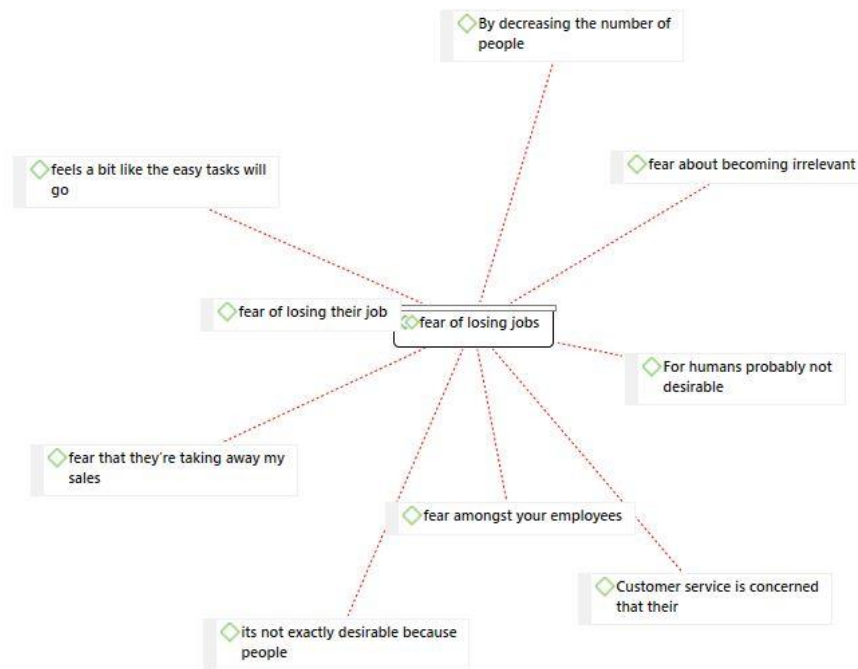 By decreasing the number of
people
feels a bit like the easy tasks will
go
fear about becoming irrelevant
fear of losing their job
fear of losing jobs
For humans probably not
desirable
fear that they're taking away my
sales
fear amongst your employees
Customer service is concerned
that their
its not exactly desirable because
people